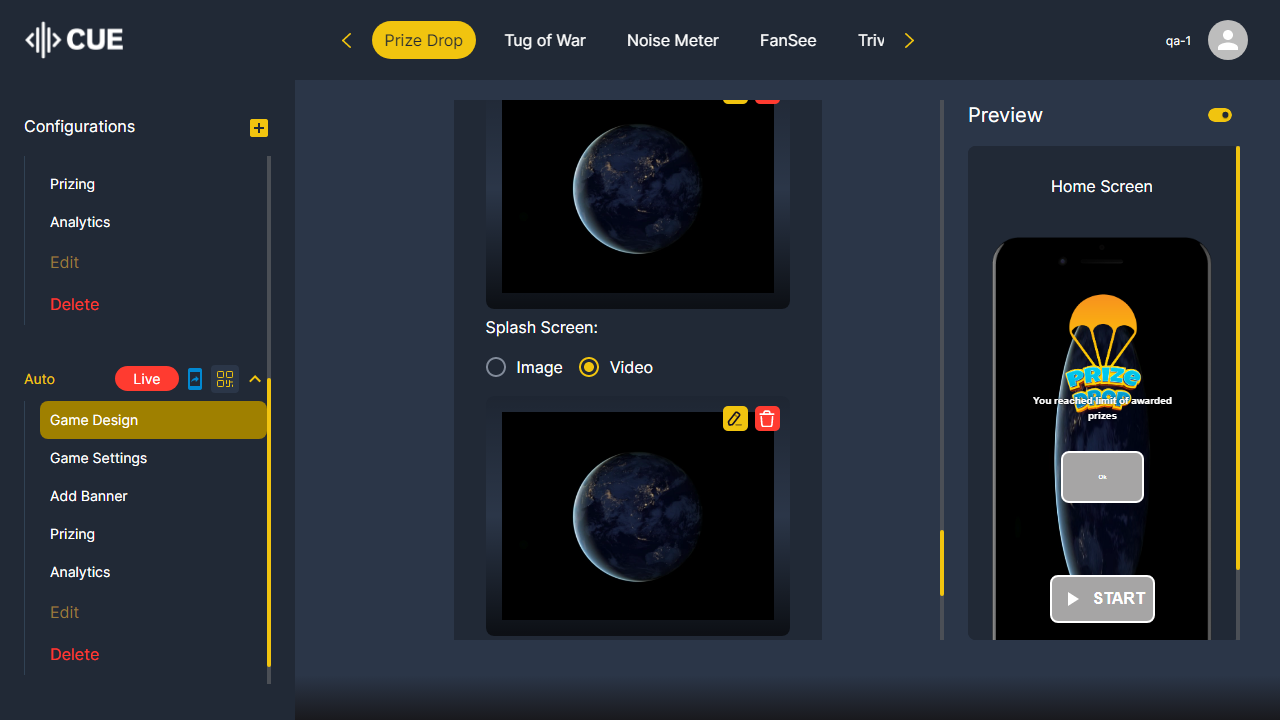 CUE
Prize Drop
Tug of War
Noise Meter
FanSee
Triv
qa-1
Configurations
Prizing
Analytics
Edit
Delete
Auto
Live
Game Design
Game Settings
Add Banner
Prizing
Analytics
Edit
Delete
Splash Screen:
Image
Video
Preview
Home Screen
PRIZE
DROP
You reached limit of awarded
prizes
Ok
START